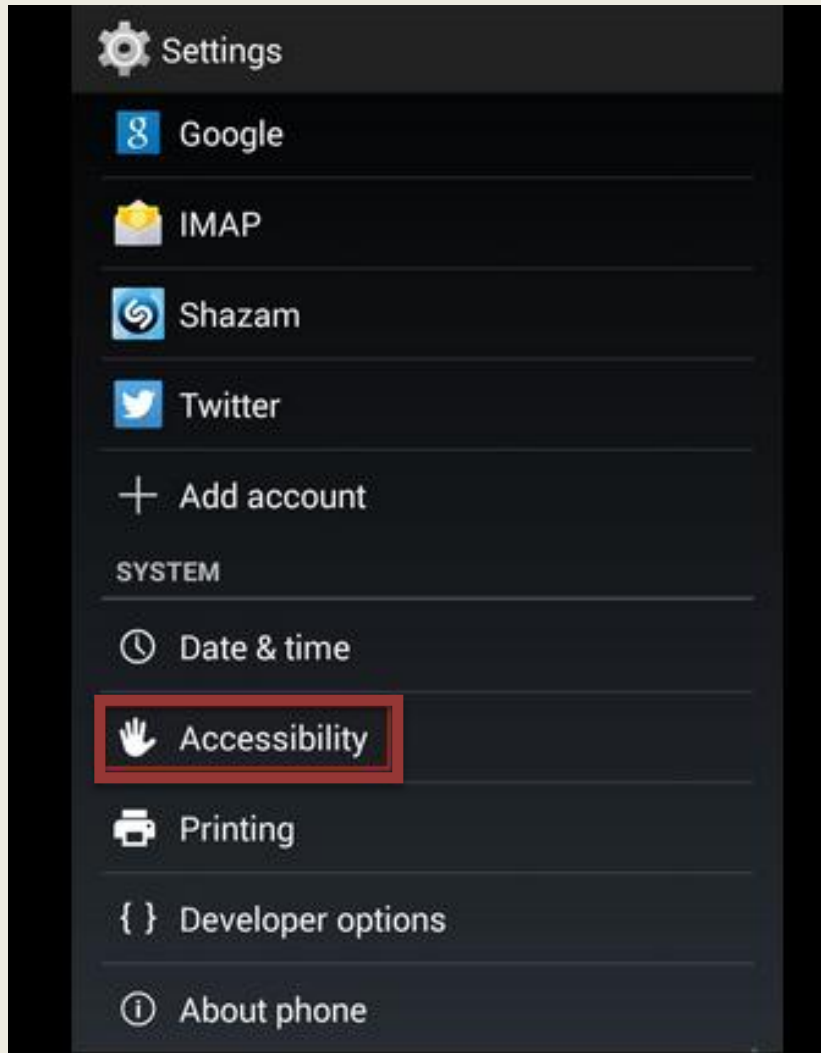 Settings
Google
IMAP
Shazam
Twitter
Add account
SYSTEM
Date & time
Accessibility
Printing
{ } Developer options
About phone